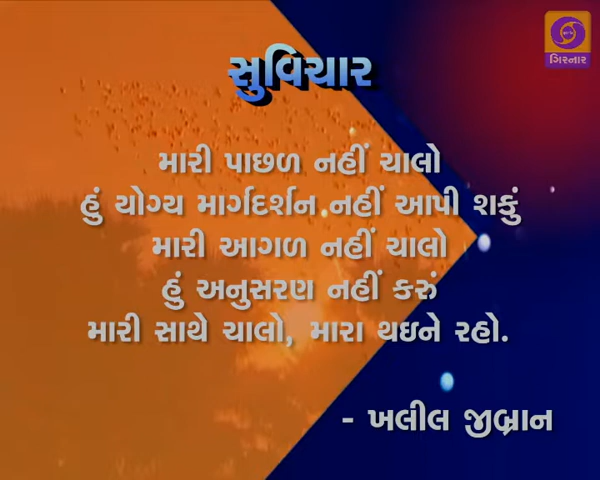 સુવિચાર
ગિરનાર
મારી પાછળ નહીં ચાલો
હું યોગ્ય માર્ગદર્શન નહીં આપી શકું
મારી આગળ નહીં ચાલો
હું અનુસરણ નહીં કરું
મારી સાથે ચાલો, મારા થઇને રહો.
- ખલીલ જીબ્રાન